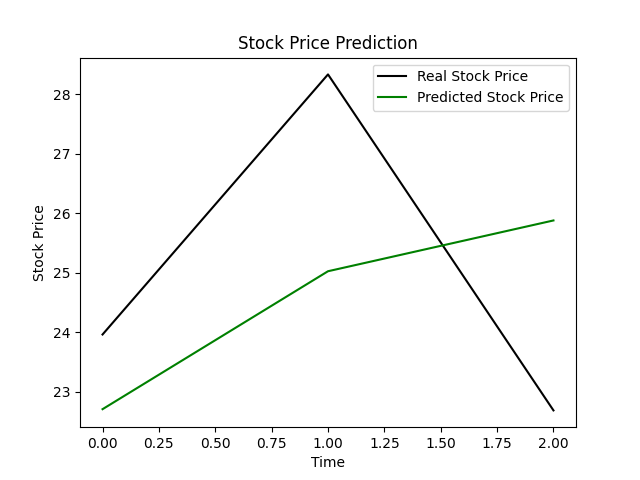 Stock Price Prediction
Real Stock Price
Predicted Stock Price
28
27
26
25
24
23
Stock Price
0.00 0.25 0.50 0.75 1.00 1.25 1.50 1.75 2.00
Time